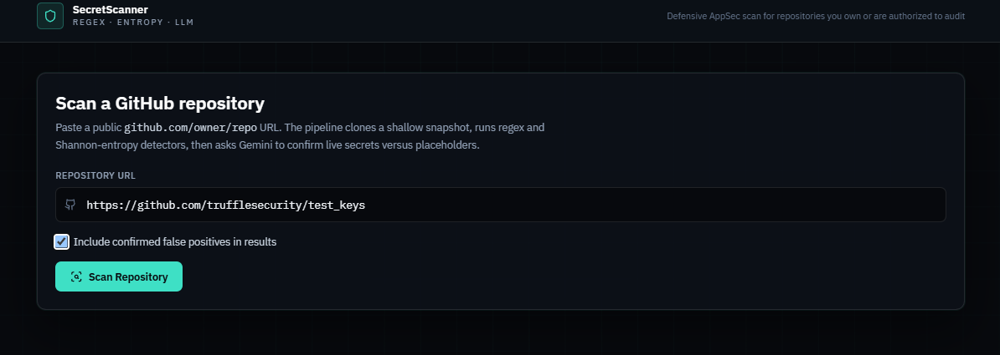 SecretScanner
REGEX · ENTROPY · LLM
Defensive AppSec scan for repositories you own or are authorized to audit
Scan a GitHub repository
Paste a public github.com/owner/repo URL. The pipeline clones a shallow snapshot, runs regex and
Shannon-entropy detectors, then asks Gemini to confirm live secrets versus placeholders.
REPOSITORY URL
https://github.com/trufflesecurity/test_keys
Include confirmed false positives in results
Scan Repository